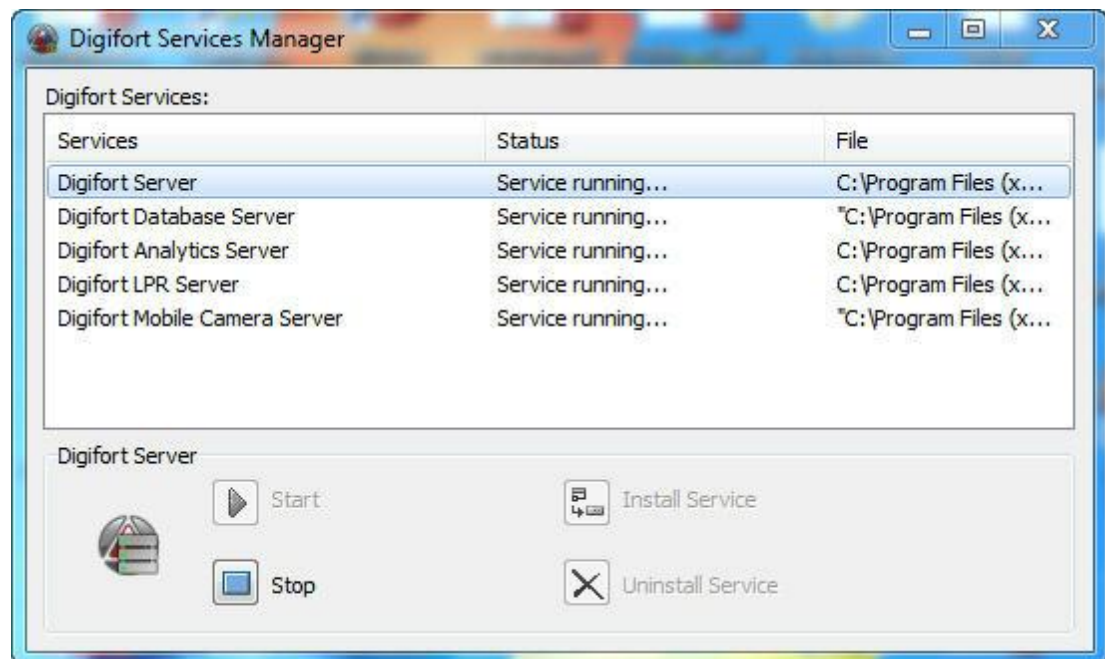 Digifort Services Manager
Digifort Services:
Services Status File
Digifort Server Service running... C:\Program Files (x...
Digifort Database Server Service running... "C:\Program Files (x...
Digifort Analytics Server Service running... C:\Program Files (x...
Digifort LPR Server Service running... C:\Program Files (x...
Digifort Mobile Camera Server Service running... "C:\Program Files (x...
Digifort Server
Start Install Service
Stop Uninstall Service